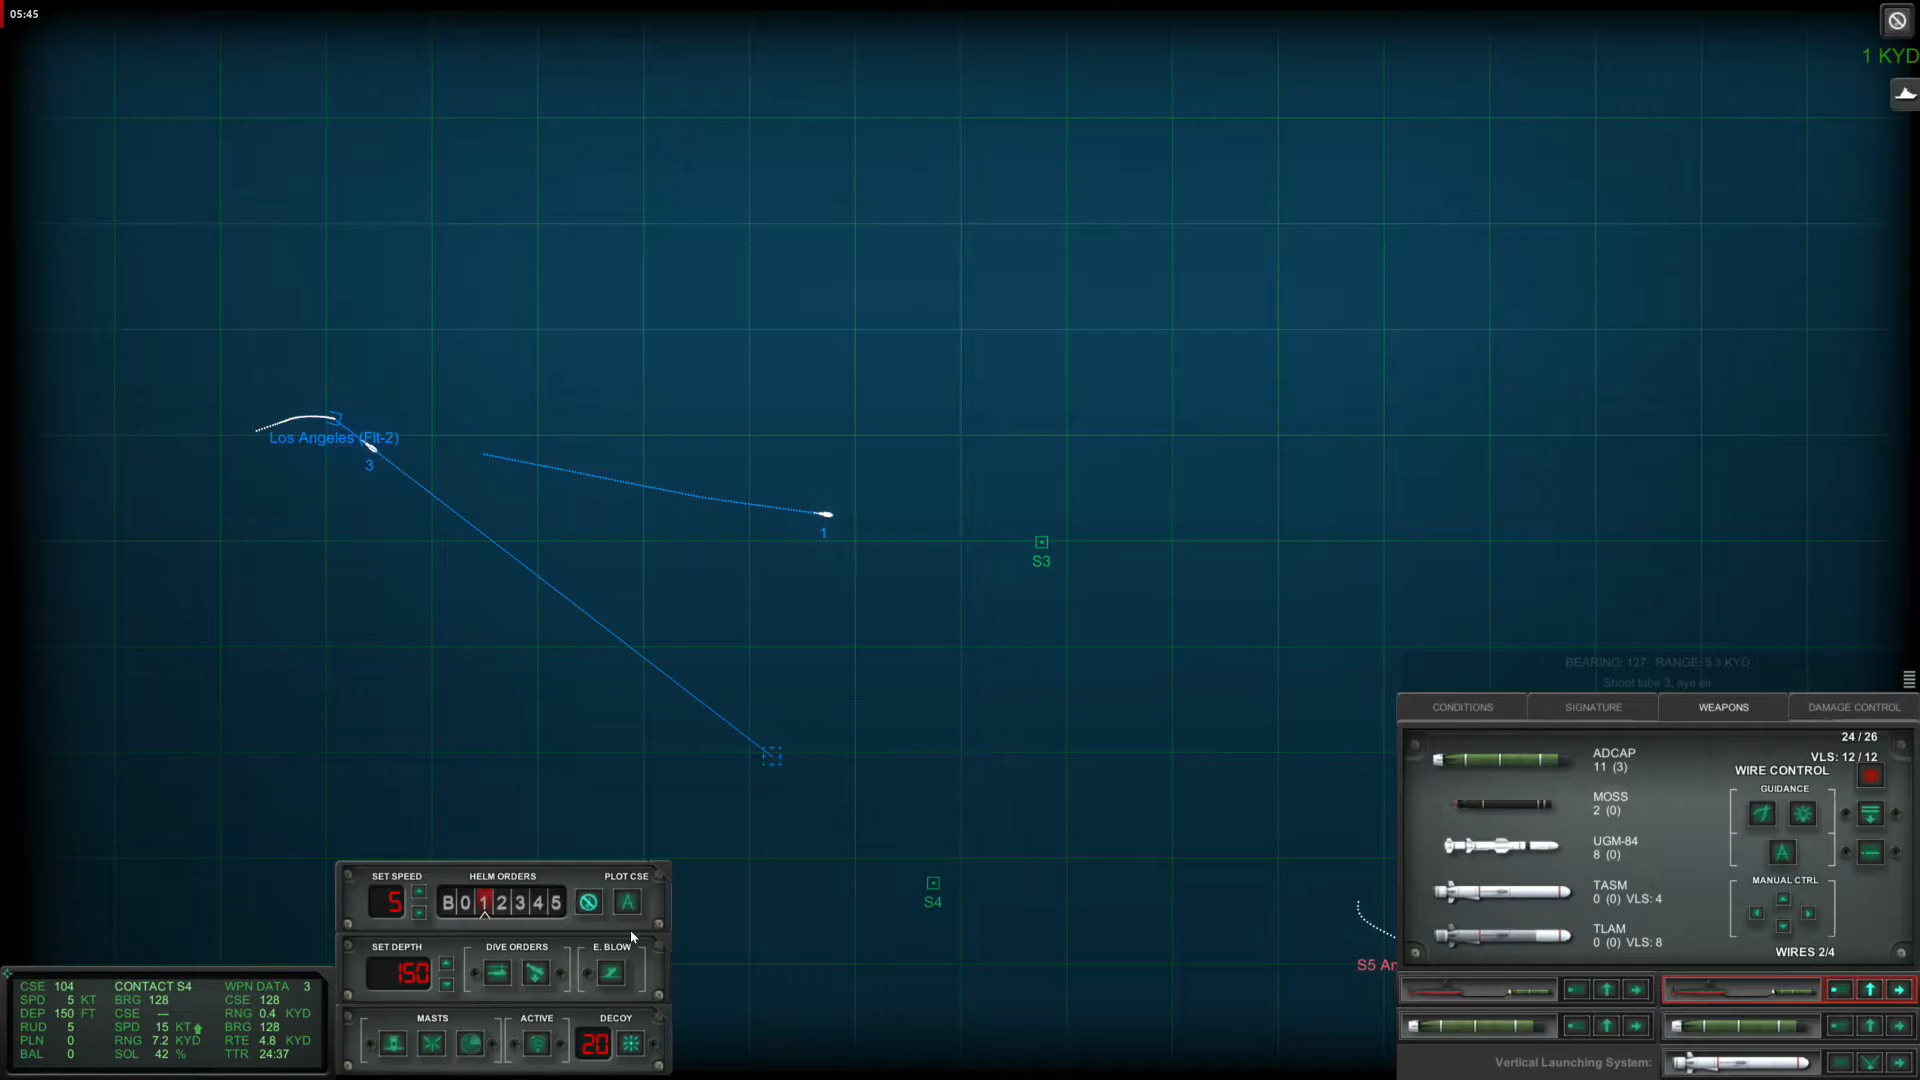 05:45
1 KYD
Los Angeles (Flt-2)
3
1
S3
S4
S5 An
BEARING: 127 RANGE: 5.3 KYD
Shoot tube 3, aye sir
CONDITIONS SIGNATURE WEAPONS DAMAGE CONTROL
24 / 26
VLS: 12 / 12
ADCAP
11 (3)
MOSS
2 (0)
UGM-84
8 (0)
TASM
0 (0) VLS: 4
TLAM
0 (0) VLS: 8
WIRE CONTROL
GUIDANCE
MANUAL CTRL
WIRES 2/4
Vertical Launching System:
SET SPEED HELM ORDERS PLOT CSE
5 B 0 1 2 3 4 5
SET DEPTH DIVE ORDERS E. BLOW
150
MASTS ACTIVE DECOY
20
CSE 104 CONTACT S4 WPN DATA 3
SPD 5 KT BRG 128 CSE 128
DEP 150 FT CSE --- RNG 0.4 KYD
RUD 5 SPD 15 KT BRG 128
PLN 0 RNG 7.2 KYD RTE 4.8 KYD
BAL 0 SOL 42 % TTR 24:37